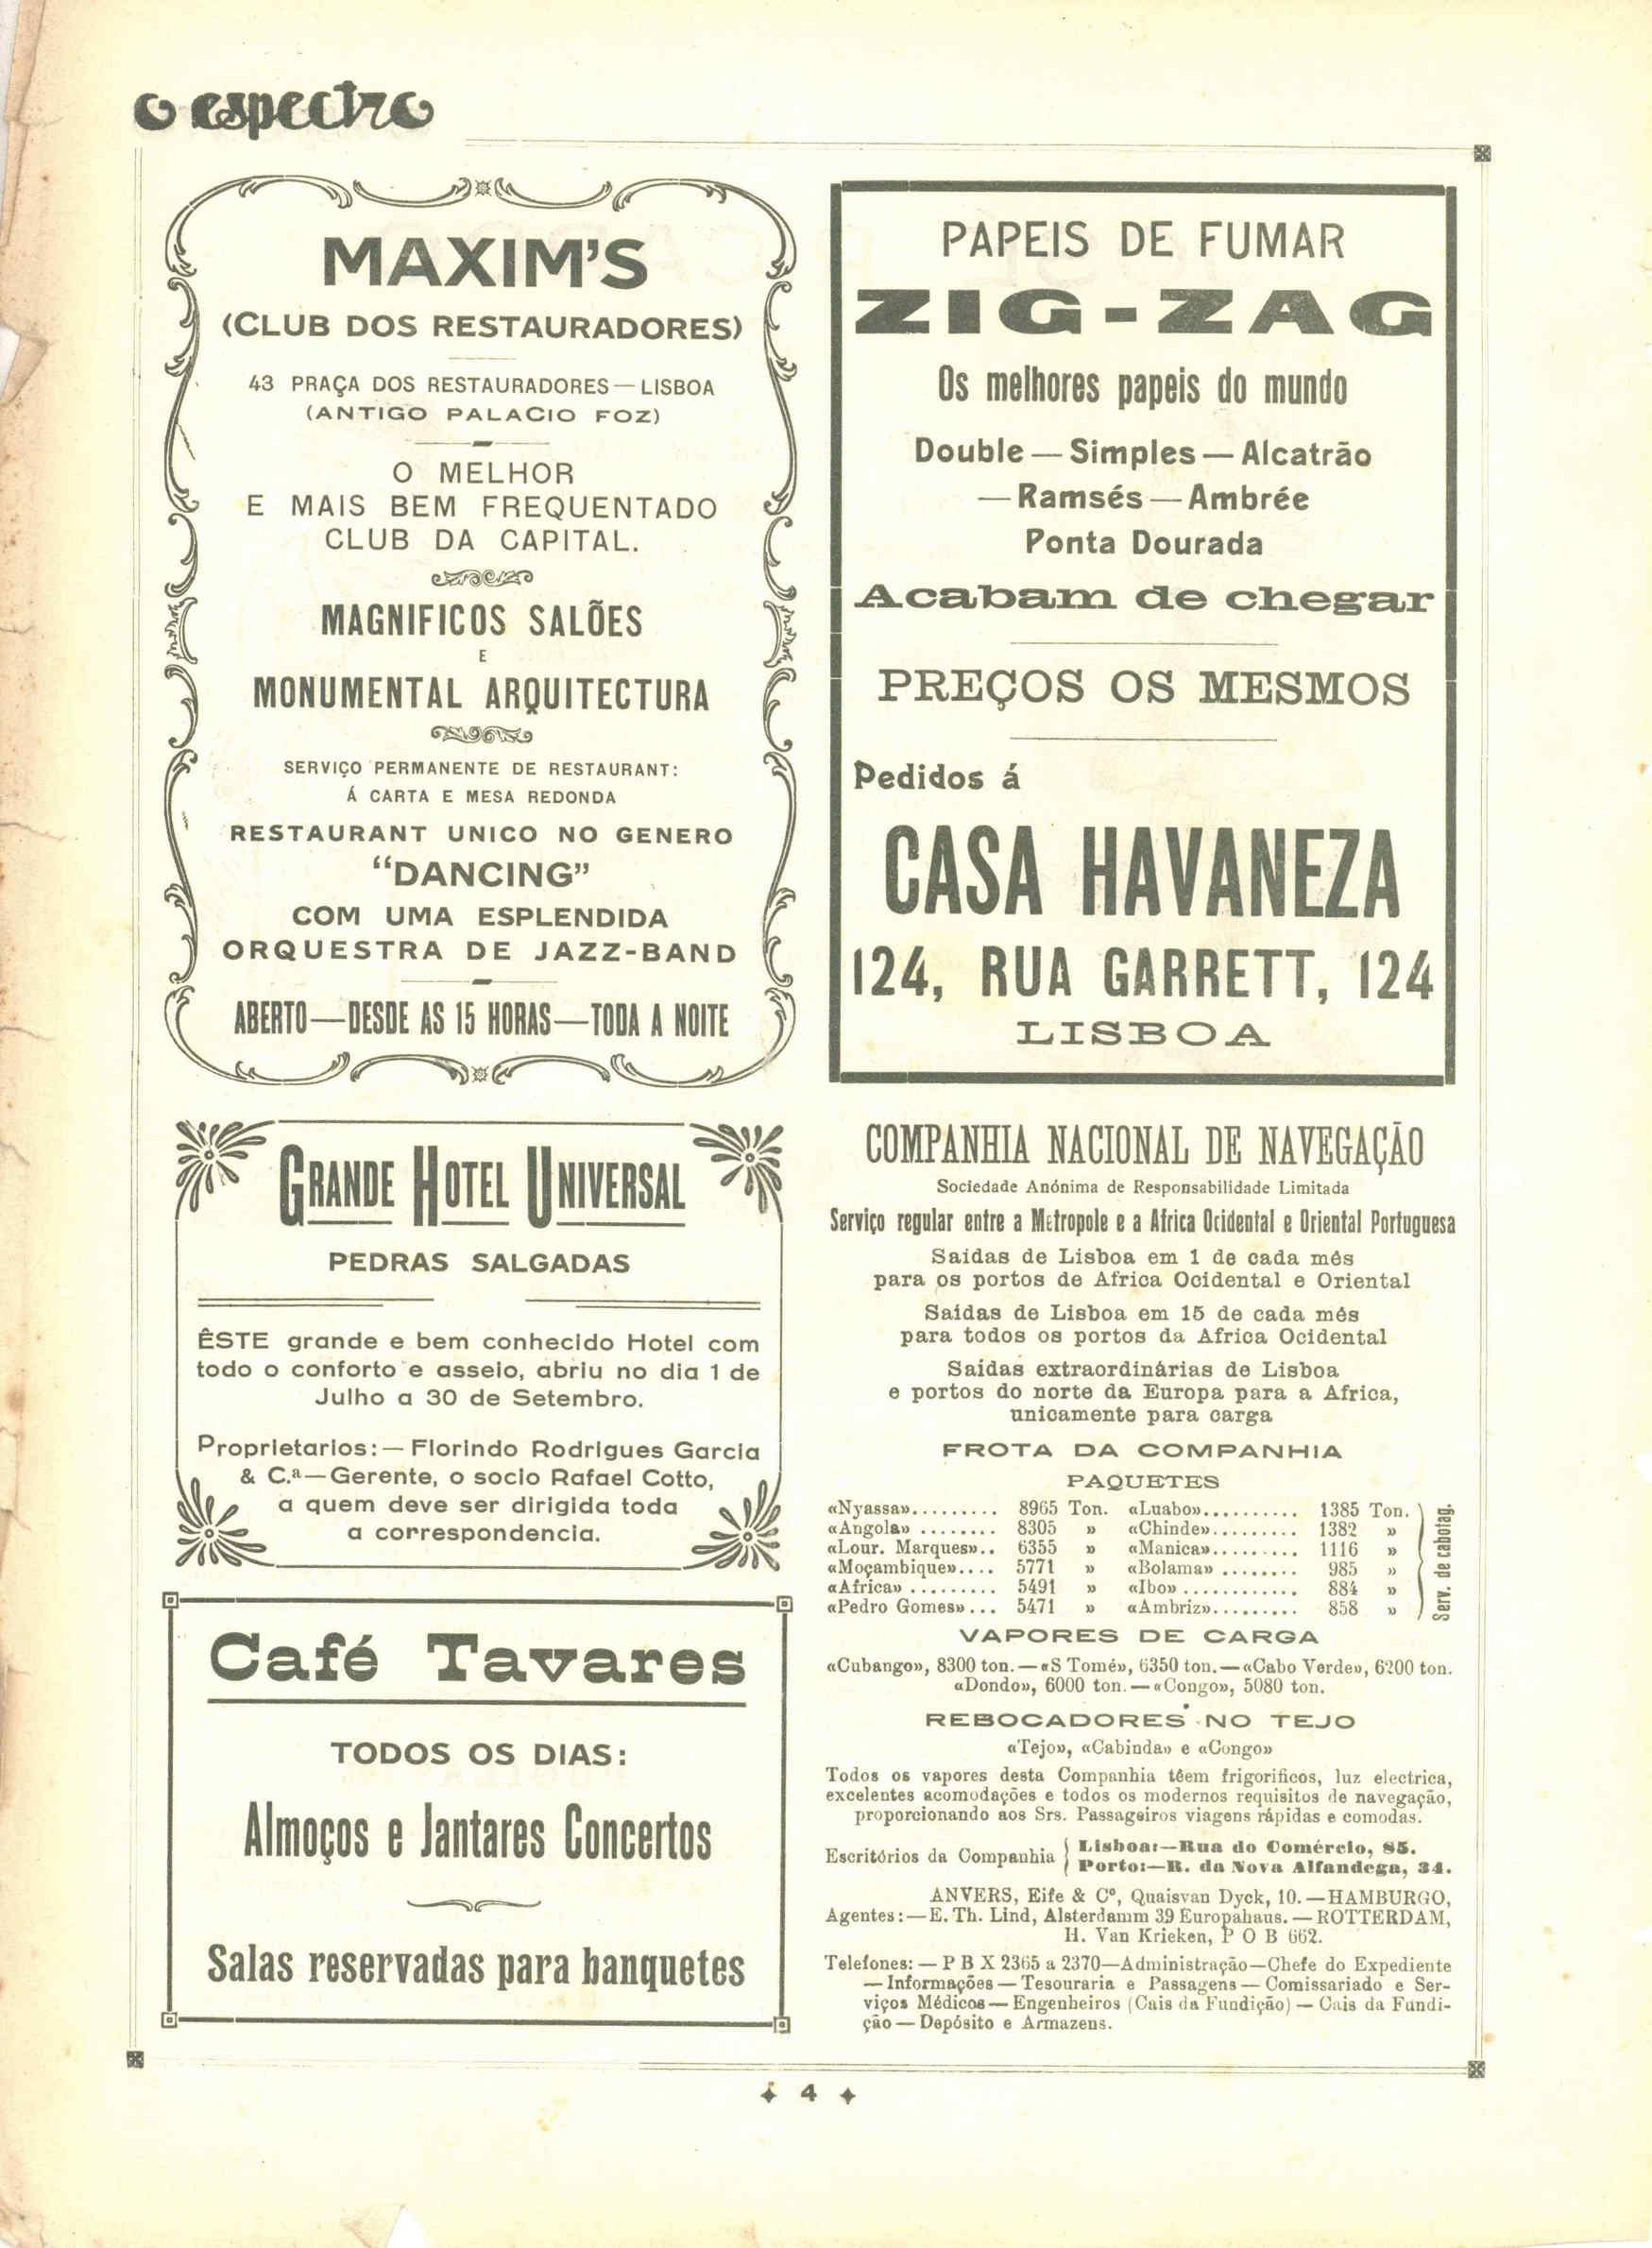 o espectro
MAXIM'S
(CLUB DOS RESTAURADORES)
43 PRAÇA DOS RESTAURADORES — LISBOA
(ANTIGO PALACIO FOZ)
O MELHOR
E MAIS BEM FREQUENTADO
CLUB DA CAPITAL.
MAGNIFICOS SALÕES
E
MONUMENTAL ARQUITECTURA
SERVIÇO PERMANENTE DE RESTAURANT:
Á CARTA E MESA REDONDA
RESTAURANT UNICO NO GENERO
“DANCING”
COM UMA ESPLENDIDA
ORQUESTRA DE JAZZ-BAND
ABERTO—DESDE AS 15 HORAS—TODA A NOITE
PAPEIS DE FUMAR
ZIG-ZAG
Os melhores papeis do mundo
Double — Simples — Alcatrão
— Ramsés — Ambrée
Ponta Dourada
Acabam de chegar
PREÇOS OS MESMOS
Pedidos á
CASA HAVANEZA
124, RUA GARRETT, 124
LISBOA
GRANDE HOTEL UNIVERSAL
PEDRAS SALGADAS
ÊSTE grande e bem conhecido Hotel com
todo o conforto e asseio, abriu no dia 1 de
Julho a 30 de Setembro.
Proprietarios: — Florindo Rodrigues Garcia
& C.ª — Gerente, o socio Rafael Cotto,
a quem deve ser dirigida toda
a correspondencia.
Café Tavares
TODOS OS DIAS:
Almoços e Jantares Concertos
Salas reservadas para banquetes
COMPANHIA NACIONAL DE NAVEGAÇÃO
Sociedade Anónima de Responsabilidade Limitada
Serviço regular entre a Metropole e a Africa Ocidental e Oriental Portuguesa
Saídas de Lisboa em 1 de cada mês
para os portos de Africa Ocidental e Oriental
Saídas de Lisboa em 15 de cada mês
para todos os portos da Africa Ocidental
Saídas extraordinárias de Lisboa
e portos do norte da Europa para a Africa,
unicamente para carga
FROTA DA COMPANHIA
PAQUETES
«Nyassa»......... 8965 Ton. «Luabo».......... 1385 Ton.
«Angola» ........ 8305 » «Chinde»......... 1382 »
«Lour. Marques».. 6355 » «Manica»......... 1116 »
«Moçambique».... 5771 » «Bolama» ........ 985 »
«Africa» ......... 5491 » «Ibo» ............ 884 »
«Pedro Gomes»... 5471 » «Ambriz»......... 858 »
Serv. de cabotag.
VAPORES DE CARGA
«Cubango», 8300 ton. — «S Tomé», 6350 ton. — «Cabo Verde», 6200 ton.
«Dondo», 6000 ton. — «Congo», 5080 ton.
REBOCADORES NO TEJO
«Tejo», «Cabinda» e «Congo»
Todos os vapores desta Companhia têem frigorificos, luz electrica,
excelentes acomodações e todos os modernos requisitos de navegação,
proporcionando aos Srs. Passageiros viagens rápidas e comodas.
Escritórios da Companhia
Lisboa:—Rua do Comércio, 85.
Porto:—R. da Nova Alfandega, 34.
ANVERS, Eife & Cº, Quaisvan Dyck, 10. — HAMBURGO,
Agentes: — E. Th. Lind, Alsterdamm 39 Europahaus. — ROTTERDAM,
H. Van Krieken, P O B 662.
Telefones: — P B X 2365 a 2370—Administração—Chefe do Expediente
— Informações — Tesouraria e Passagens — Comissariado e Ser-
viços Médicos — Engenheiros (Cais da Fundição) — Cais da Fundi-
ção — Depósito e Armazens.
4